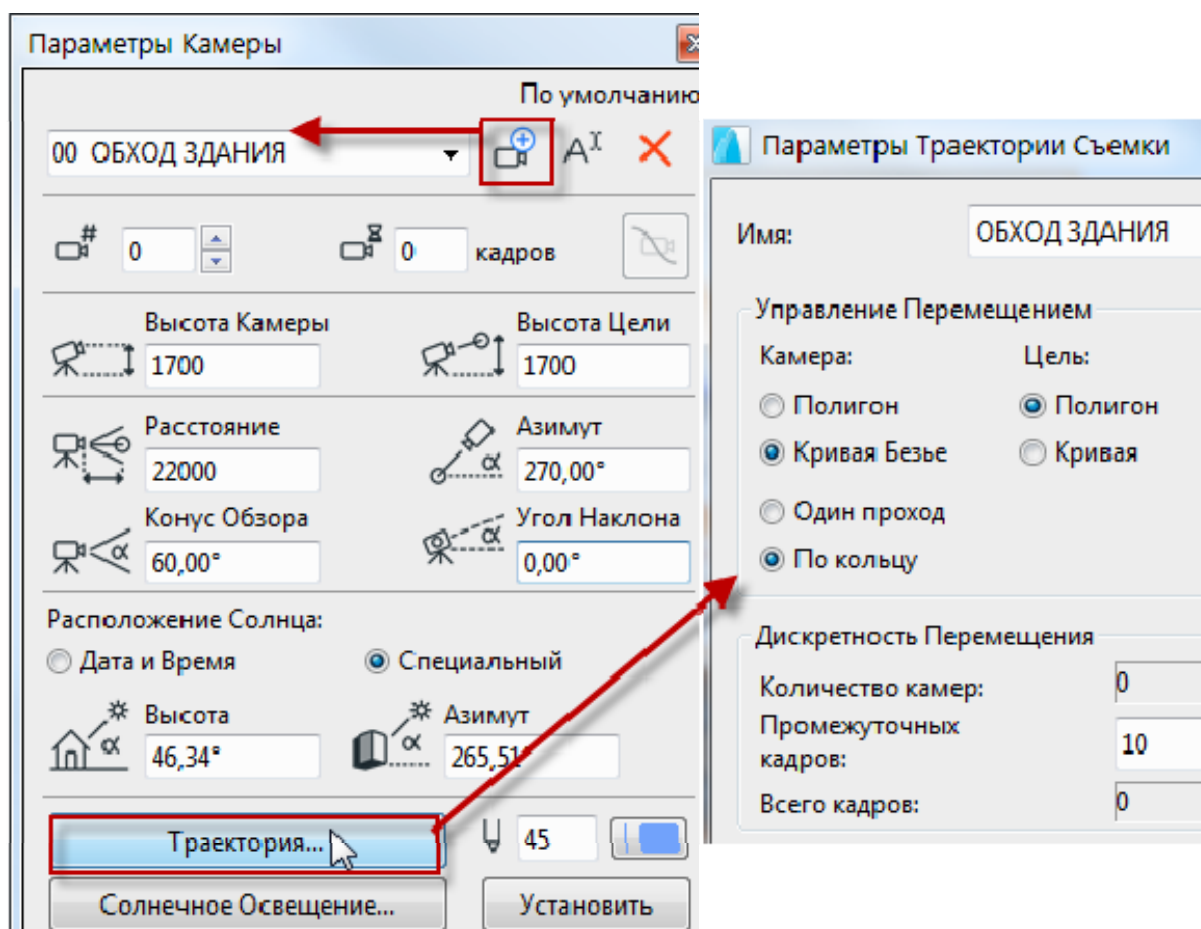 Параметры Камеры
По умолчанию
00 ОБХОД ЗДАНИЯ
# 0
0 кадров
Высота Камеры
1700
Высота Цели
1700
Расстояние
22000
Азимут
α 270,00°
Конус Обзора
α 60,00°
Угол Наклона
α 0,00°
Расположение Солнца:
Дата и Время
Специальный
Высота
α 46,34°
Азимут
α 265,51°
Траектория...
45
Солнечное Освещение...
Установить
Параметры Траектории Съемки
Имя: ОБХОД ЗДАНИЯ
Управление Перемещением
Камера: Цель:
Полигон Полигон
Кривая Безье Кривая
Один проход
По кольцу
Дискретность Перемещения
Количество камер: 0
Промежуточных
кадров: 10
Всего кадров: 0